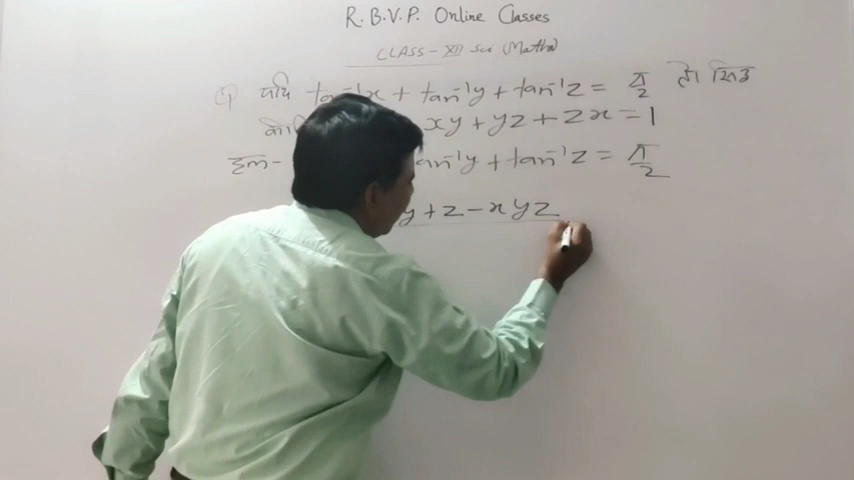 R.B.V.P. Online Classes
CLASS-XII Sci (Maths)
Q यदि tan⁻¹x + tan⁻¹y + tan⁻¹z = π/2 हो। सिद्ध
xy + yz + zx = 1
हल- tan⁻¹y + tan⁻¹z = π/2
y + z - xyz